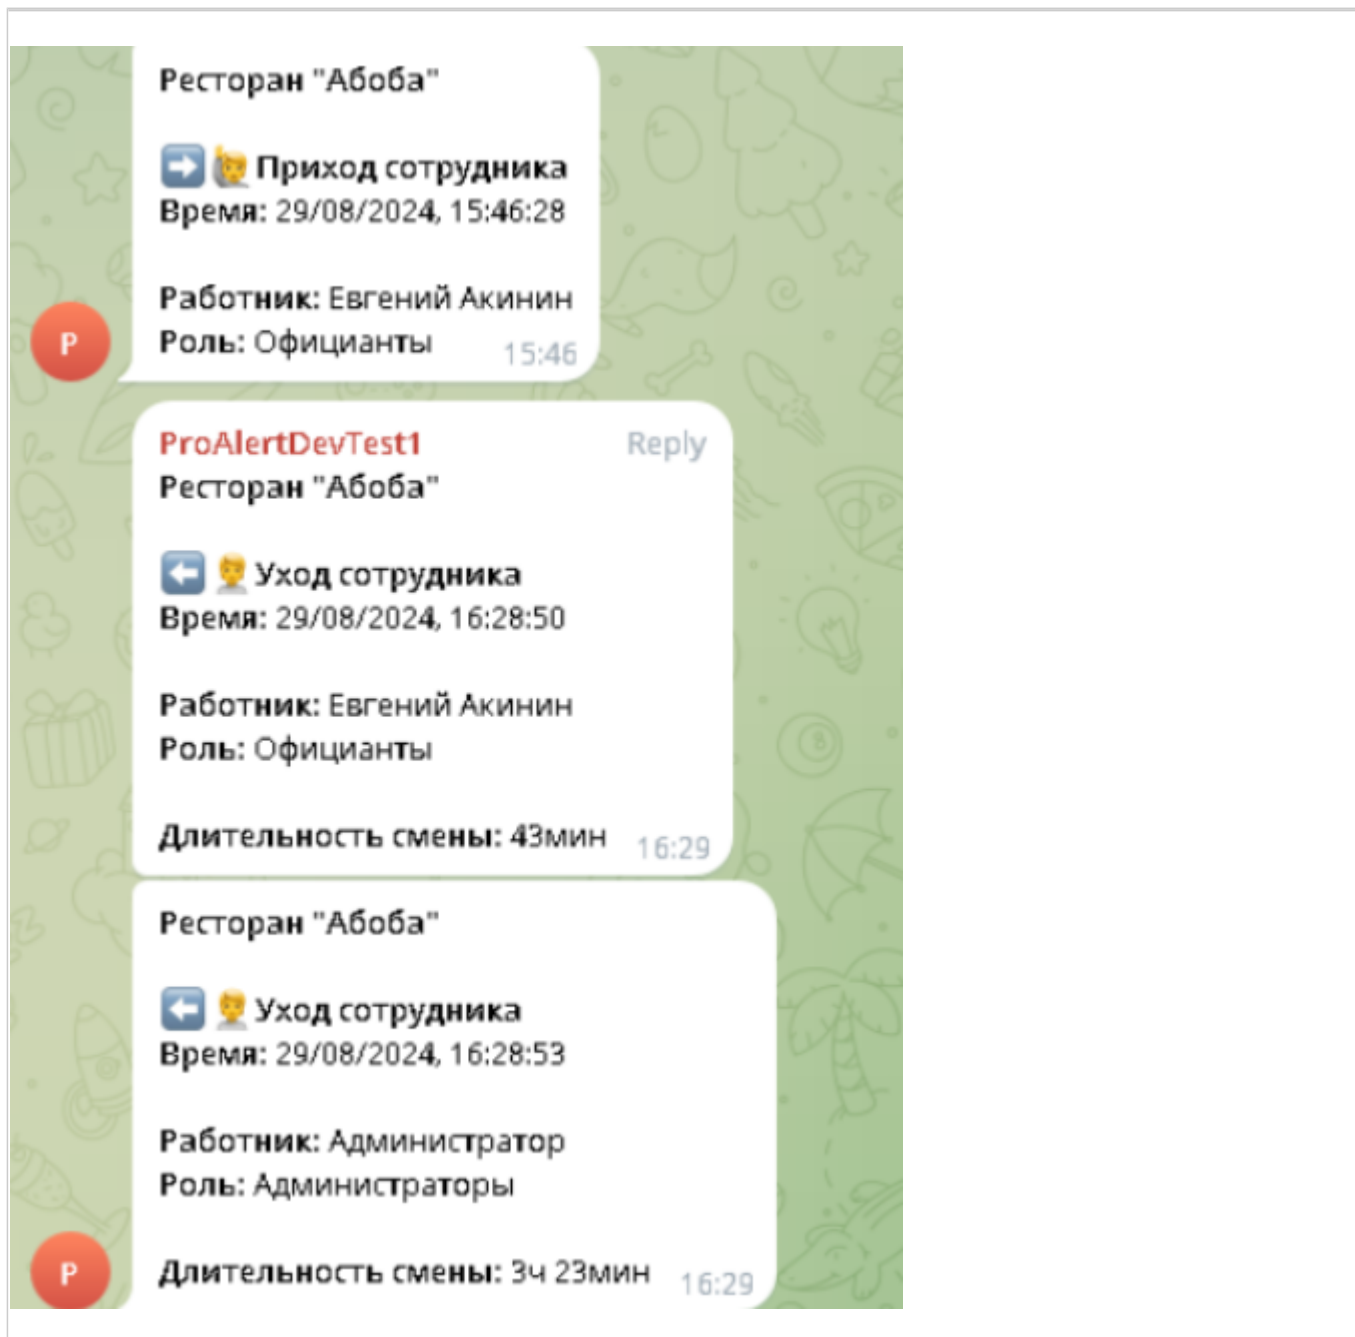 Ресторан "Абоба"
➡️🙋‍♂️ Приход сотрудника
Время: 29/08/2024, 15:46:28
Работник: Евгений Акинин
Роль: Официанты
15:46
P
ProAlertDevTest1 Reply
Ресторан "Абоба"
⬅️💆‍♂️ Уход сотрудника
Время: 29/08/2024, 16:28:50
Работник: Евгений Акинин
Роль: Официанты
Длительность смены: 43мин
16:29
Ресторан "Абоба"
⬅️💆‍♂️ Уход сотрудника
Время: 29/08/2024, 16:28:53
Работник: Администратор
Роль: Администраторы
Длительность смены: 3ч 23мин
16:29
P